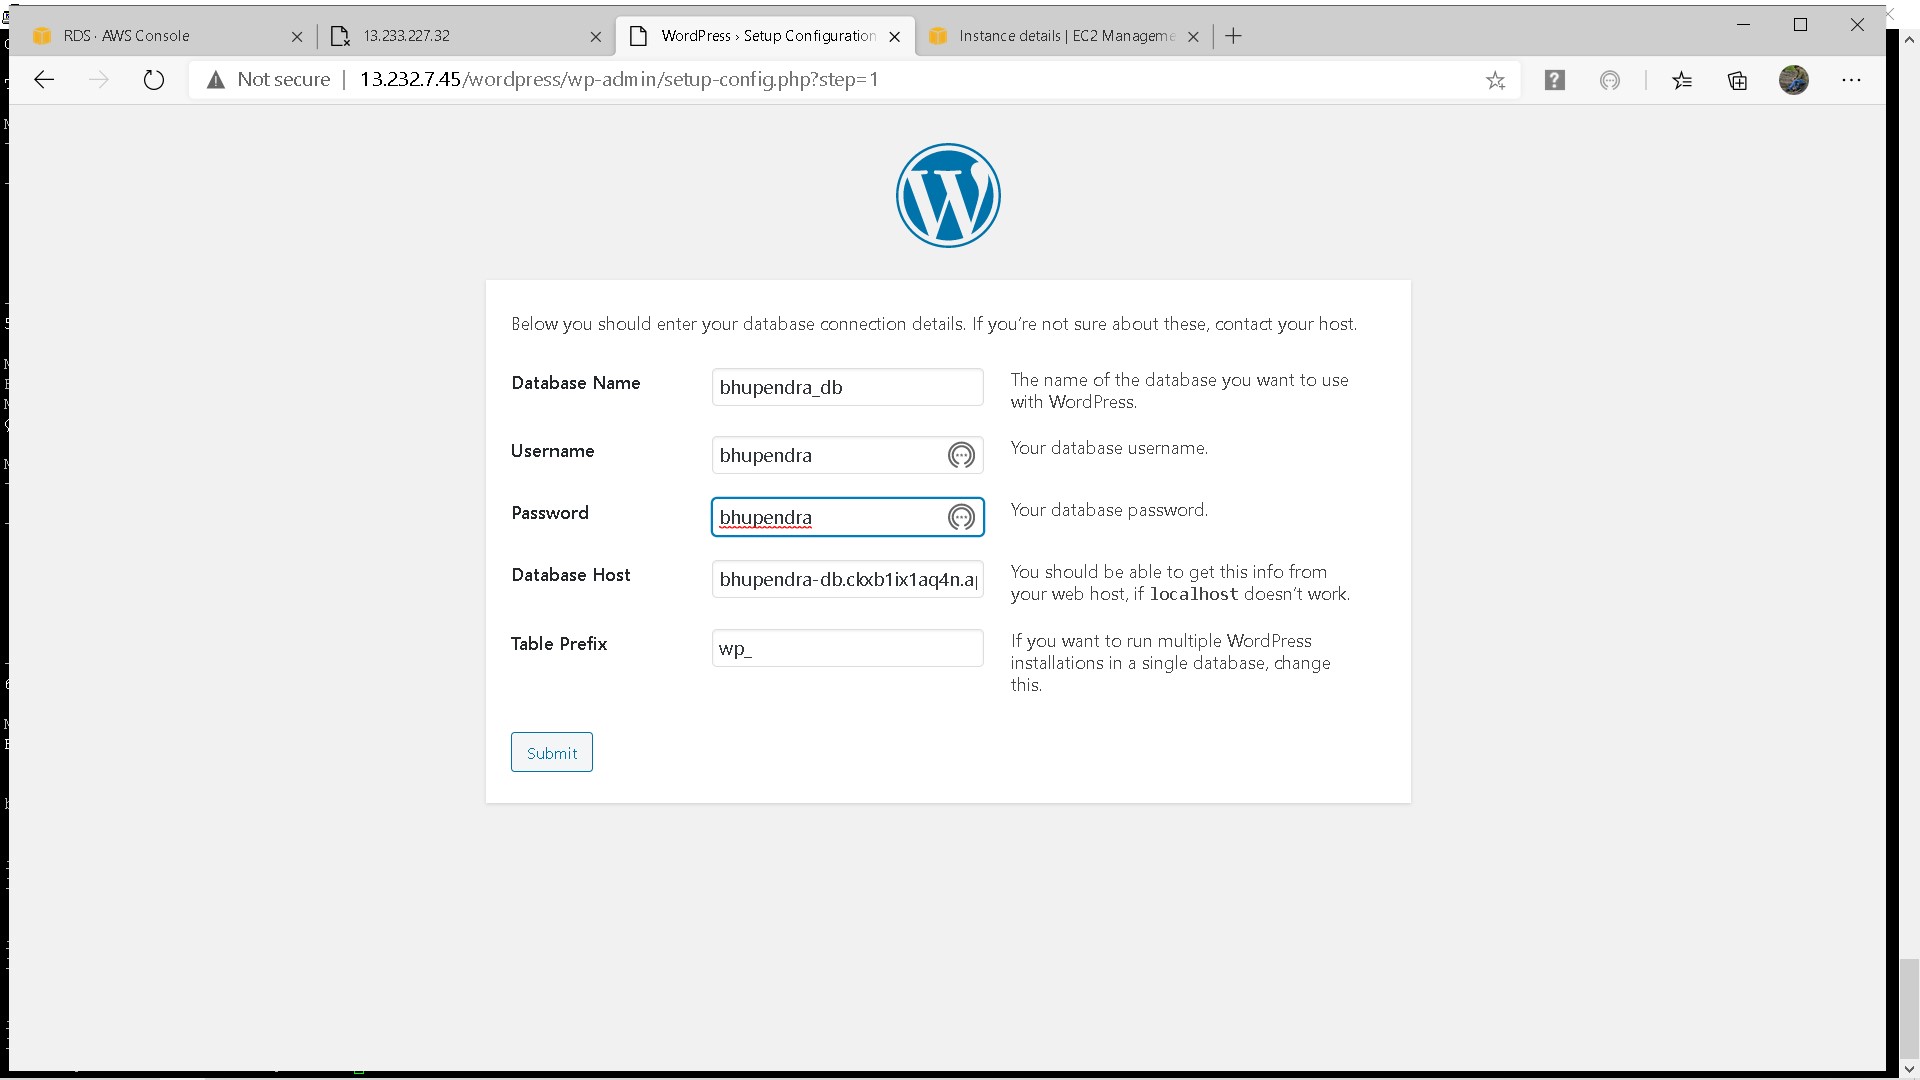 RDS · AWS Console
13.233.227.32
WordPress › Setup Configuration
Instance details | EC2 Manageme
Not secure | 13.232.7.45/wordpress/wp-admin/setup-config.php?step=1
Below you should enter your database connection details. If you’re not sure about these, contact your host.
Database Name
bhupendra_db
The name of the database you want to use
with WordPress.
Username
bhupendra
Your database username.
Password
bhupendra
Your database password.
Database Host
bhupendra-db.ckxb1ix1aq4n.a
You should be able to get this info from
your web host, if localhost doesn’t work.
Table Prefix
wp_
If you want to run multiple WordPress
installations in a single database, change
this.
Submit